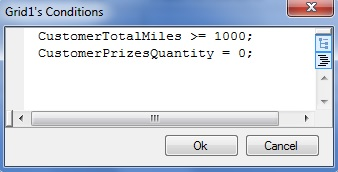 Grid1's Conditions
CustomerTotalMiles >= 1000;
CustomerPrizesQuantity = 0;
Ok
Cancel